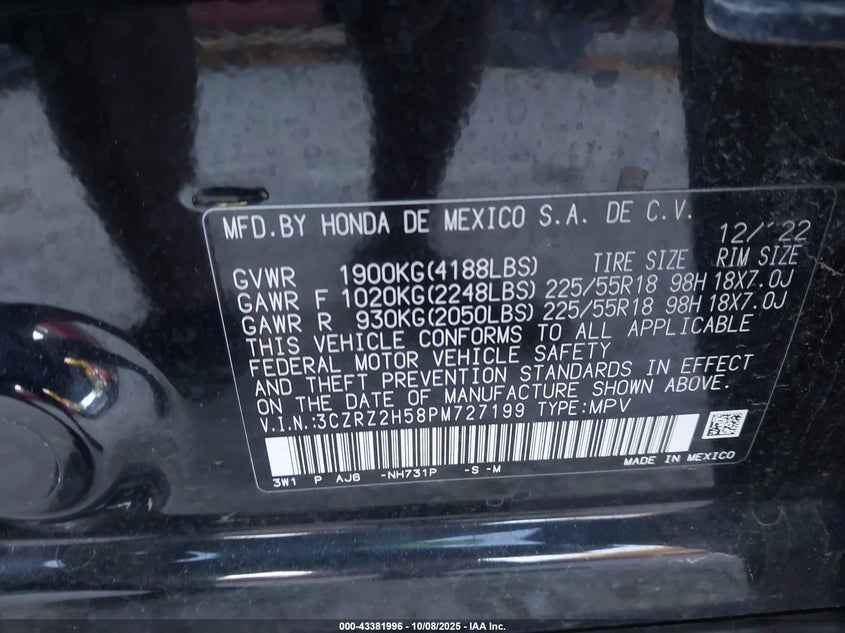 MFD.BY HONDA DE MEXICO S.A. DE C.V.
12/'22
GVWR 1900KG(4188LBS) TIRE SIZE RIM SIZE
GAWR F 1020KG(2248LBS) 225/55R18 98H 18X7.0J
GAWR R 930KG(2050LBS) 225/55R18 98H 18X7.0J
THIS VEHICLE CONFORMS TO ALL APPLICABLE
FEDERAL MOTOR VEHICLE SAFETY
AND THEFT PREVENTION STANDARDS IN EFFECT
ON THE DATE OF MANUFACTURE SHOWN ABOVE.
V.I.N.:3CZRZ2H58PM727199 TYPE:MPV
3W1 P AJ6 -NH731P -S -M MADE IN MEXICO
000-43381996 - 10/08/2025 - IAA Inc.